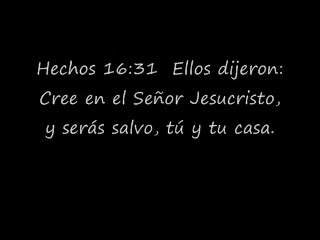 Hechos 16:31  Ellos dijeron:
Cree en el Señor Jesucristo,
y serás salvo, tú y tu casa.